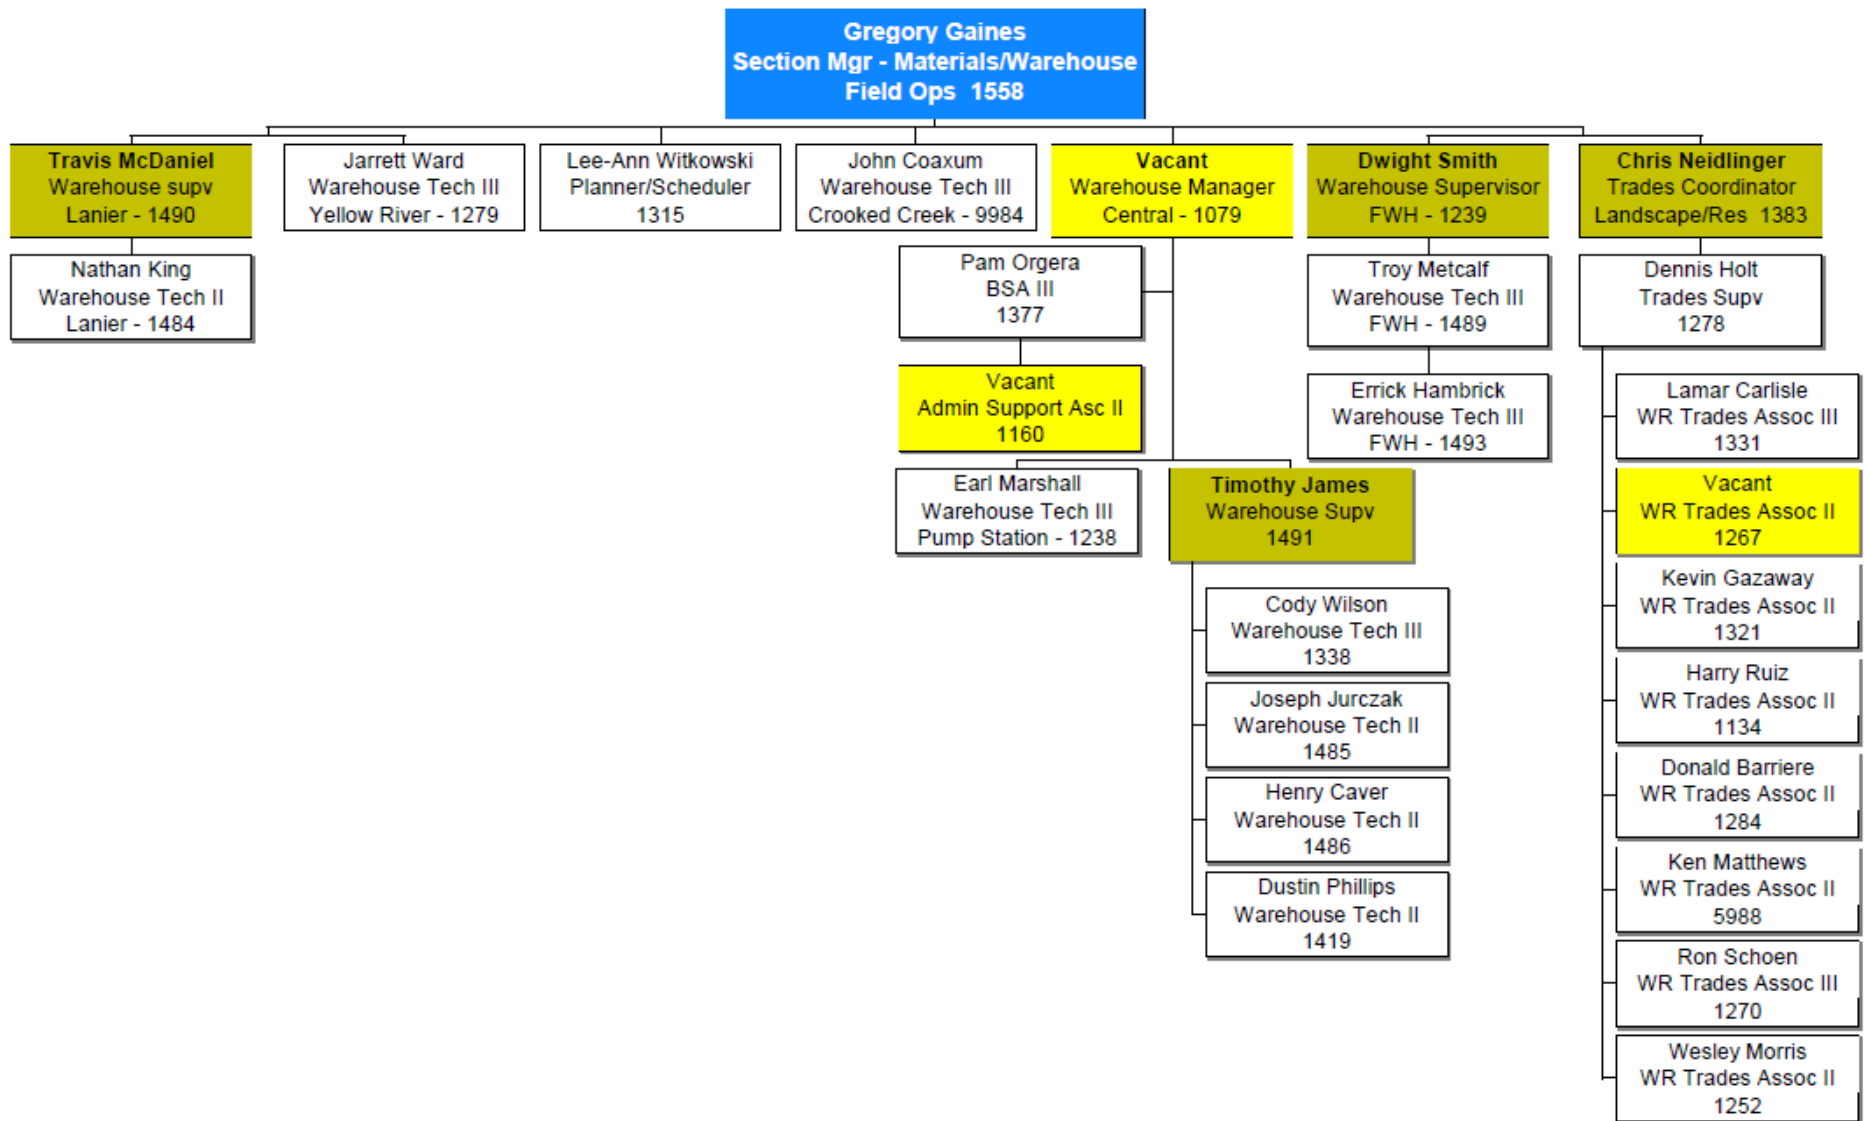 Gregory Gaines
Section Mgr - Materials/Warehouse
Field Ops 1558
Travis McDaniel
Warehouse supv
Lanier - 1490
Jarrett Ward
Warehouse Tech III
Yellow River - 1279
Lee-Ann Witkowski
Planner/Scheduler
1315
John Coaxum
Warehouse Tech III
Crooked Creek - 9984
Vacant
Warehouse Manager
Central - 1079
Dwight Smith
Warehouse Supervisor
FWH - 1239
Chris Neidlinger
Trades Coordinator
Landscape/Res 1383
Nathan King
Warehouse Tech II
Lanier - 1484
Pam Orgera
BSA III
1377
Vacant
Admin Support Asc II
1160
Earl Marshall
Warehouse Tech III
Pump Station - 1238
Timothy James
Warehouse Supv
1491
Cody Wilson
Warehouse Tech III
1338
Joseph Jurczak
Warehouse Tech II
1485
Henry Caver
Warehouse Tech II
1486
Dustin Phillips
Warehouse Tech II
1419
Troy Metcalf
Warehouse Tech III
FWH - 1489
Errick Hambrick
Warehouse Tech III
FWH - 1493
Dennis Holt
Trades Supv
1278
Lamar Carlisle
WR Trades Assoc III
1331
Vacant
WR Trades Assoc II
1267
Kevin Gazaway
WR Trades Assoc II
1321
Harry Ruiz
WR Trades Assoc II
1134
Donald Barriere
WR Trades Assoc II
1284
Ken Matthews
WR Trades Assoc II
5988
Ron Schoen
WR Trades Assoc III
1270
Wesley Morris
WR Trades Assoc II
1252